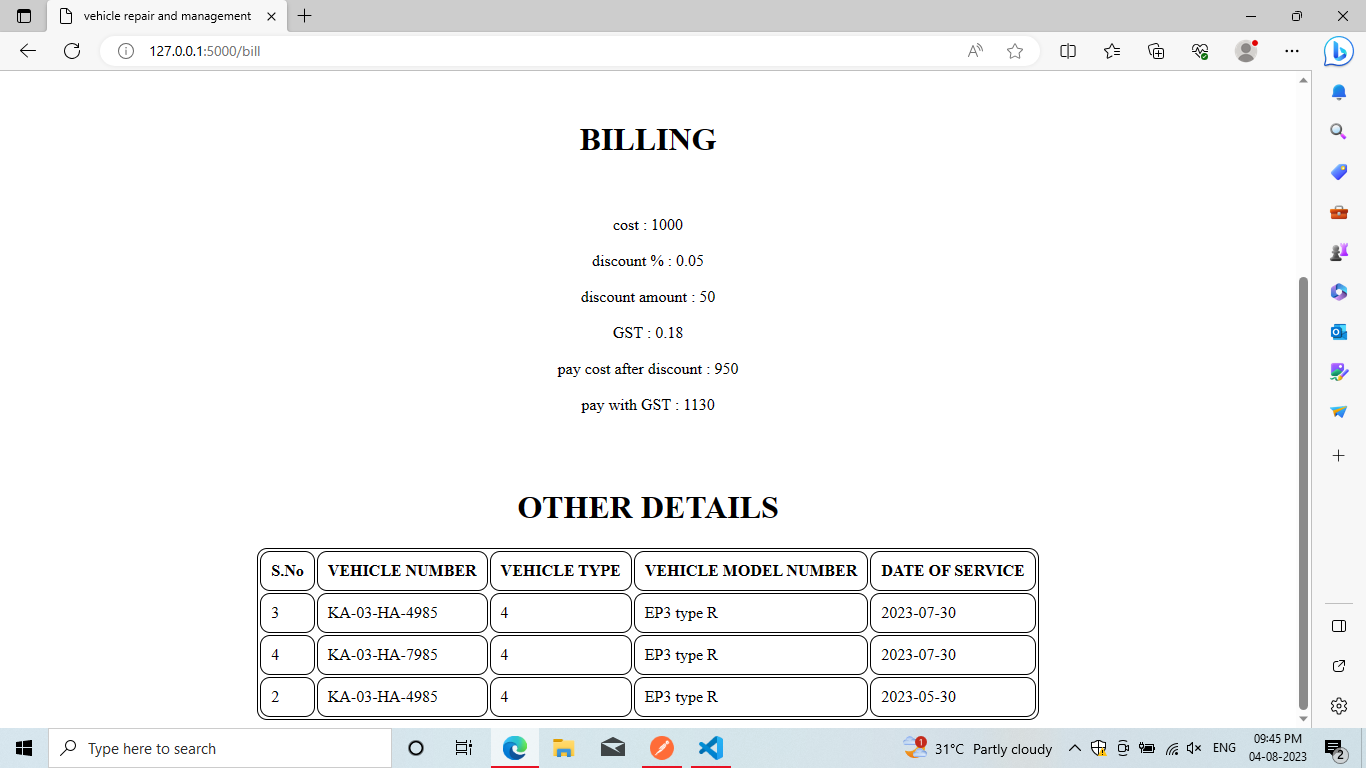 vehicle repair and management
127.0.0.1:5000/bill
BILLING
cost : 1000
discount % : 0.05
discount amount : 50
GST : 0.18
pay cost after discount : 950
pay with GST : 1130
OTHER DETAILS
S.No VEHICLE NUMBER VEHICLE TYPE VEHICLE MODEL NUMBER DATE OF SERVICE
3 KA-03-HA-4985 4 EP3 type R 2023-07-30
4 KA-03-HA-7985 4 EP3 type R 2023-07-30
2 KA-03-HA-4985 4 EP3 type R 2023-05-30
Type here to search 1 31°C Partly cloudy ENG 09:45 PM 2
04-08-2023